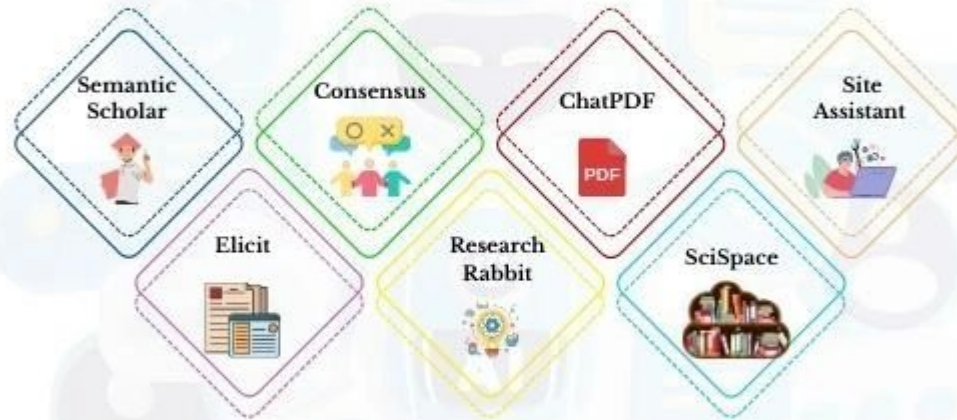 Semantic
Scholar
Consensus
ChatPDF
PDF
Site
Assistant
Elicit
Research
Rabbit
SciSpace